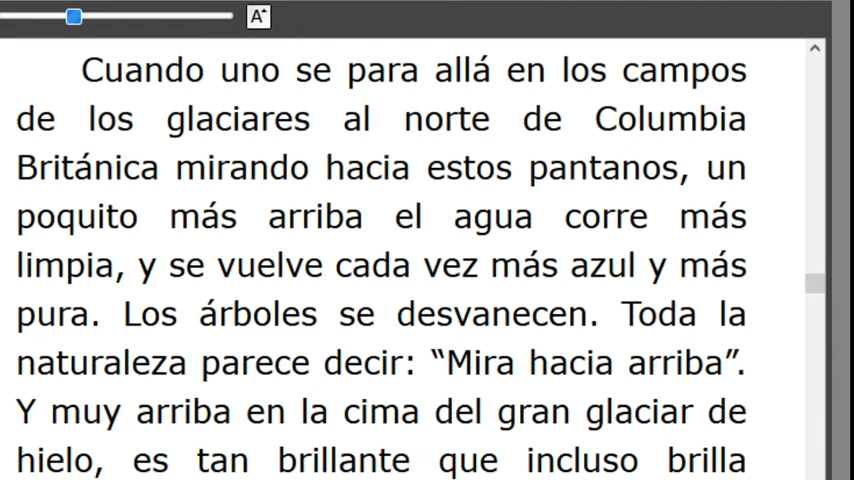 A
Cuando uno se para allá en los campos
de los glaciares al norte de Columbia
Británica mirando hacia estos pantanos, un
poquito más arriba el agua corre más
limpia, y se vuelve cada vez más azul y más
pura. Los árboles se desvanecen. Toda la
naturaleza parece decir: “Mira hacia arriba”.
Y muy arriba en la cima del gran glaciar de
hielo, es tan brillante que incluso brilla